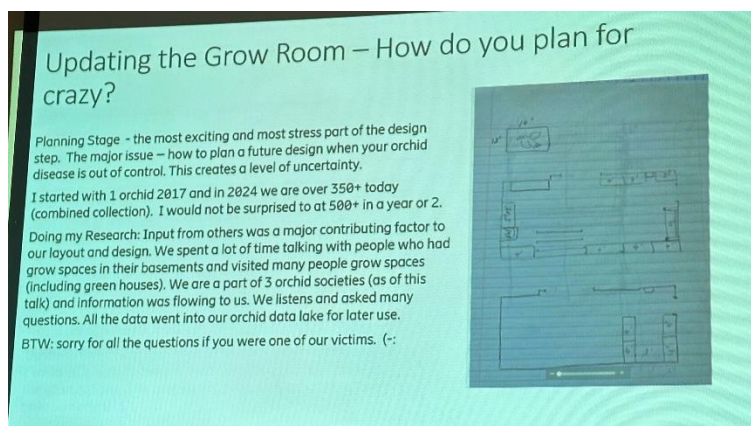 Updating the Grow Room – How do you plan for
crazy?
Planning Stage - the most exciting and most stress part of the design
step. The major issue – how to plan a future design when your orchid
disease is out of control. This creates a level of uncertainty.
I started with 1 orchid 2017 and in 2024 we are over 350+ today
(combined collection). I would not be surprised to at 500+ in a year or 2.
Doing my Research: Input from others was a major contributing factor to
our layout and design. We spent a lot of time talking with people who had
grow spaces in their basements and visited many people grow spaces
(including green houses). We are a part of 3 orchid societies (as of this
talk) and information was flowing to us. We listens and asked many
questions. All the data went into our orchid data lake for later use.
BTW: sorry for all the questions if you were one of our victims. (-: